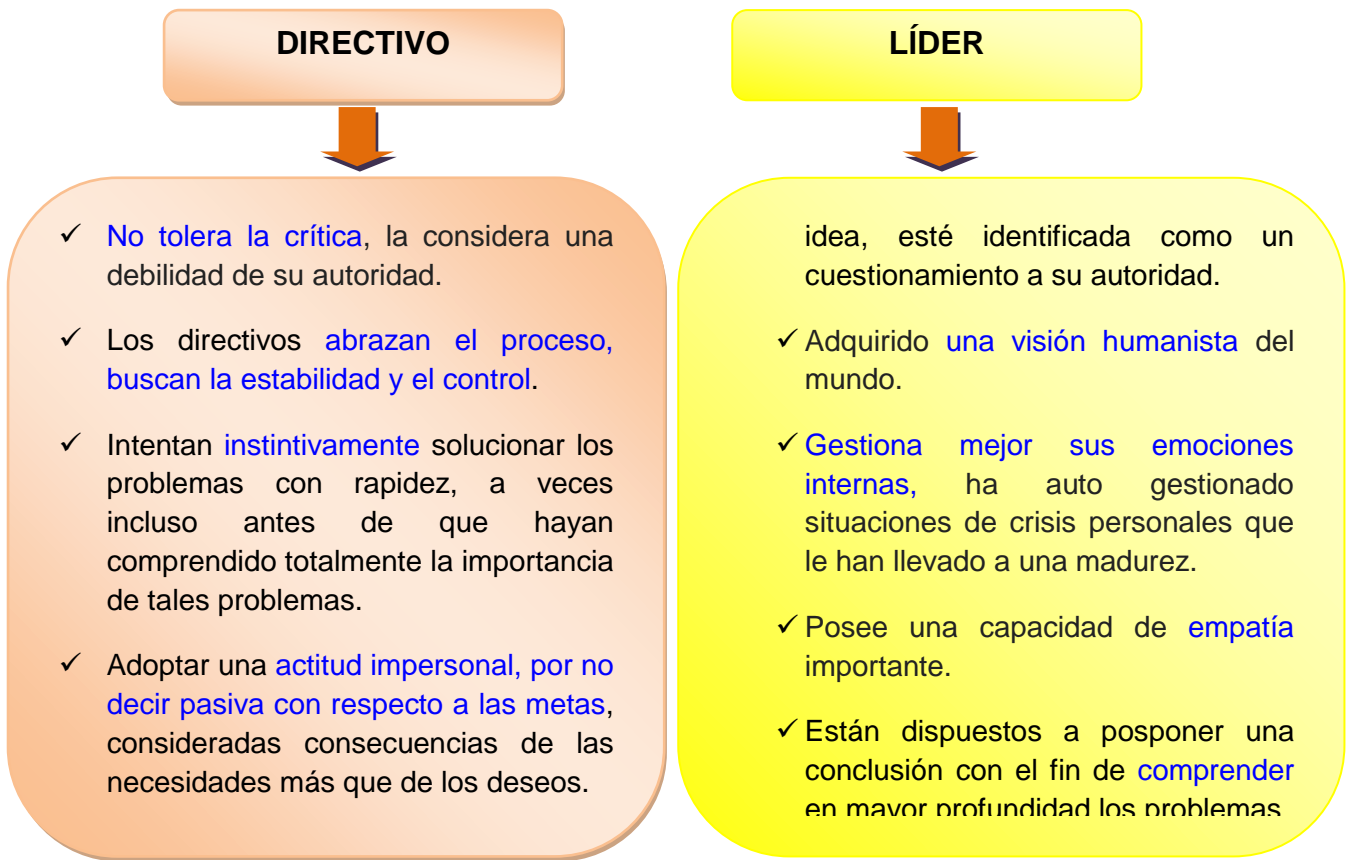 DIRECTIVO
✓ No tolera la crítica, la considera una
debilidad de su autoridad.
✓ Los directivos abrazan el proceso,
buscan la estabilidad y el control.
✓ Intentan instintivamente solucionar los
problemas con rapidez, a veces
incluso antes de que hayan
comprendido totalmente la importancia
de tales problemas.
✓ Adoptar una actitud impersonal, por no
decir pasiva con respecto a las metas,
consideradas consecuencias de las
necesidades más que de los deseos.
LÍDER
idea, esté identificada como un
cuestionamiento a su autoridad.
✓ Adquirido una visión humanista del
mundo.
✓ Gestiona mejor sus emociones
internas, ha auto gestionado
situaciones de crisis personales que
le han llevado a una madurez.
✓ Posee una capacidad de empatía
importante.
✓ Están dispuestos a posponer una
conclusión con el fin de comprender
en mayor profundidad los problemas